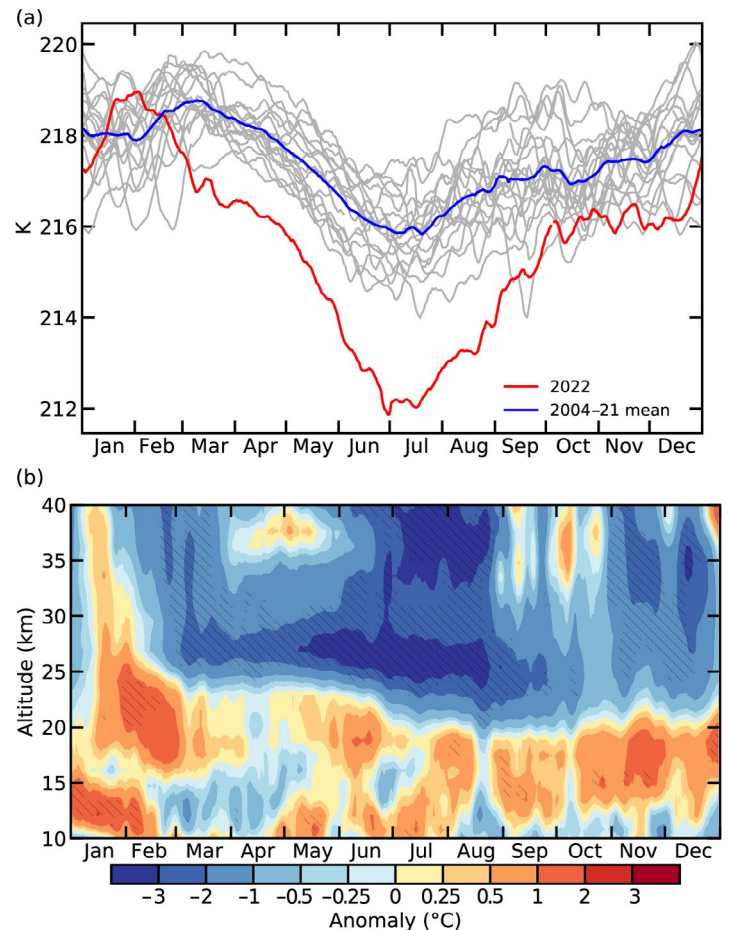 (a)
220
218
216
214
212
K
2022
2004–21 mean
Jan Feb Mar Apr May Jun Jul Aug Sep Oct Nov Dec
(b)
40
35
30
25
20
15
10
Altitude (km)
Jan Feb Mar Apr May Jun Jul Aug Sep Oct Nov Dec
−3 −2 −1 −0.5 −0.25 0 0.25 0.5 1 2 3
Anomaly (°C)